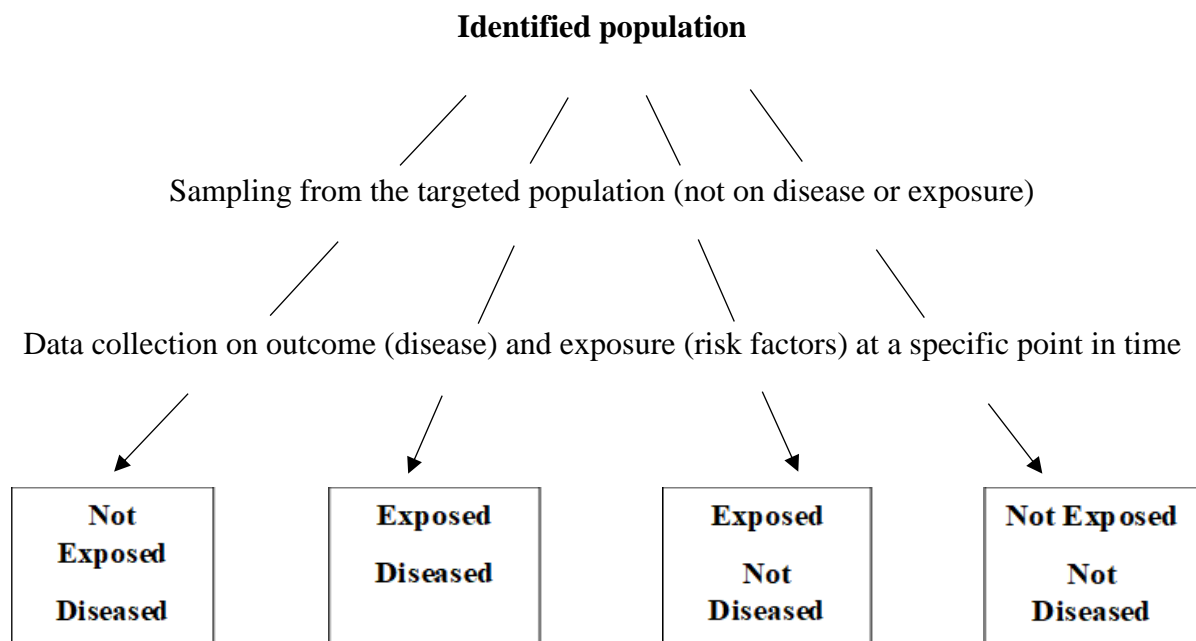 Identified population
Sampling from the targeted population (not on disease or exposure)
Data collection on outcome (disease) and exposure (risk factors) at a specific point in time
Not
Exposed
Diseased
Exposed
Diseased
Exposed
Not
Diseased
Not Exposed
Not
Diseased